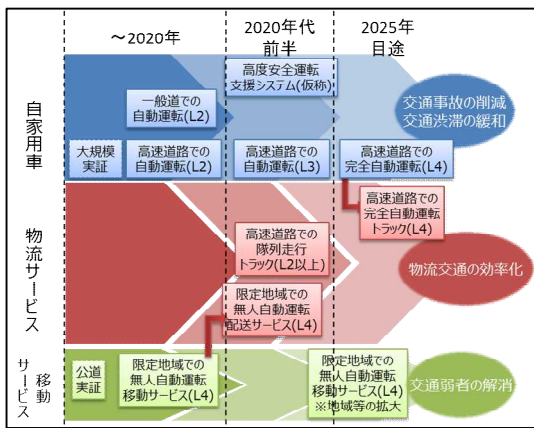 ～2020年
2020年代
前半
2025年
目途
自家用車
高度安全運転
支援システム(仮称)
一般道での
自動運転(L2)
大規模
実証
高速道路での
自動運転(L2)
高速道路での
自動運転(L3)
高速道路での
完全自動運転(L4)
交通事故の削減
交通渋滞の緩和
物流サービス
高速道路での
完全自動運転
トラック(L4)
高速道路での
隊列走行
トラック(L2以上)
限定地域での
無人自動運転
配送サービス(L4)
物流交通の効率化
移動
サービス
公道
実証
限定地域での
無人自動運転
移動サービス(L4)
限定地域での
無人自動運転
移動サービス(L4)
※地域等の拡大
交通弱者の解消